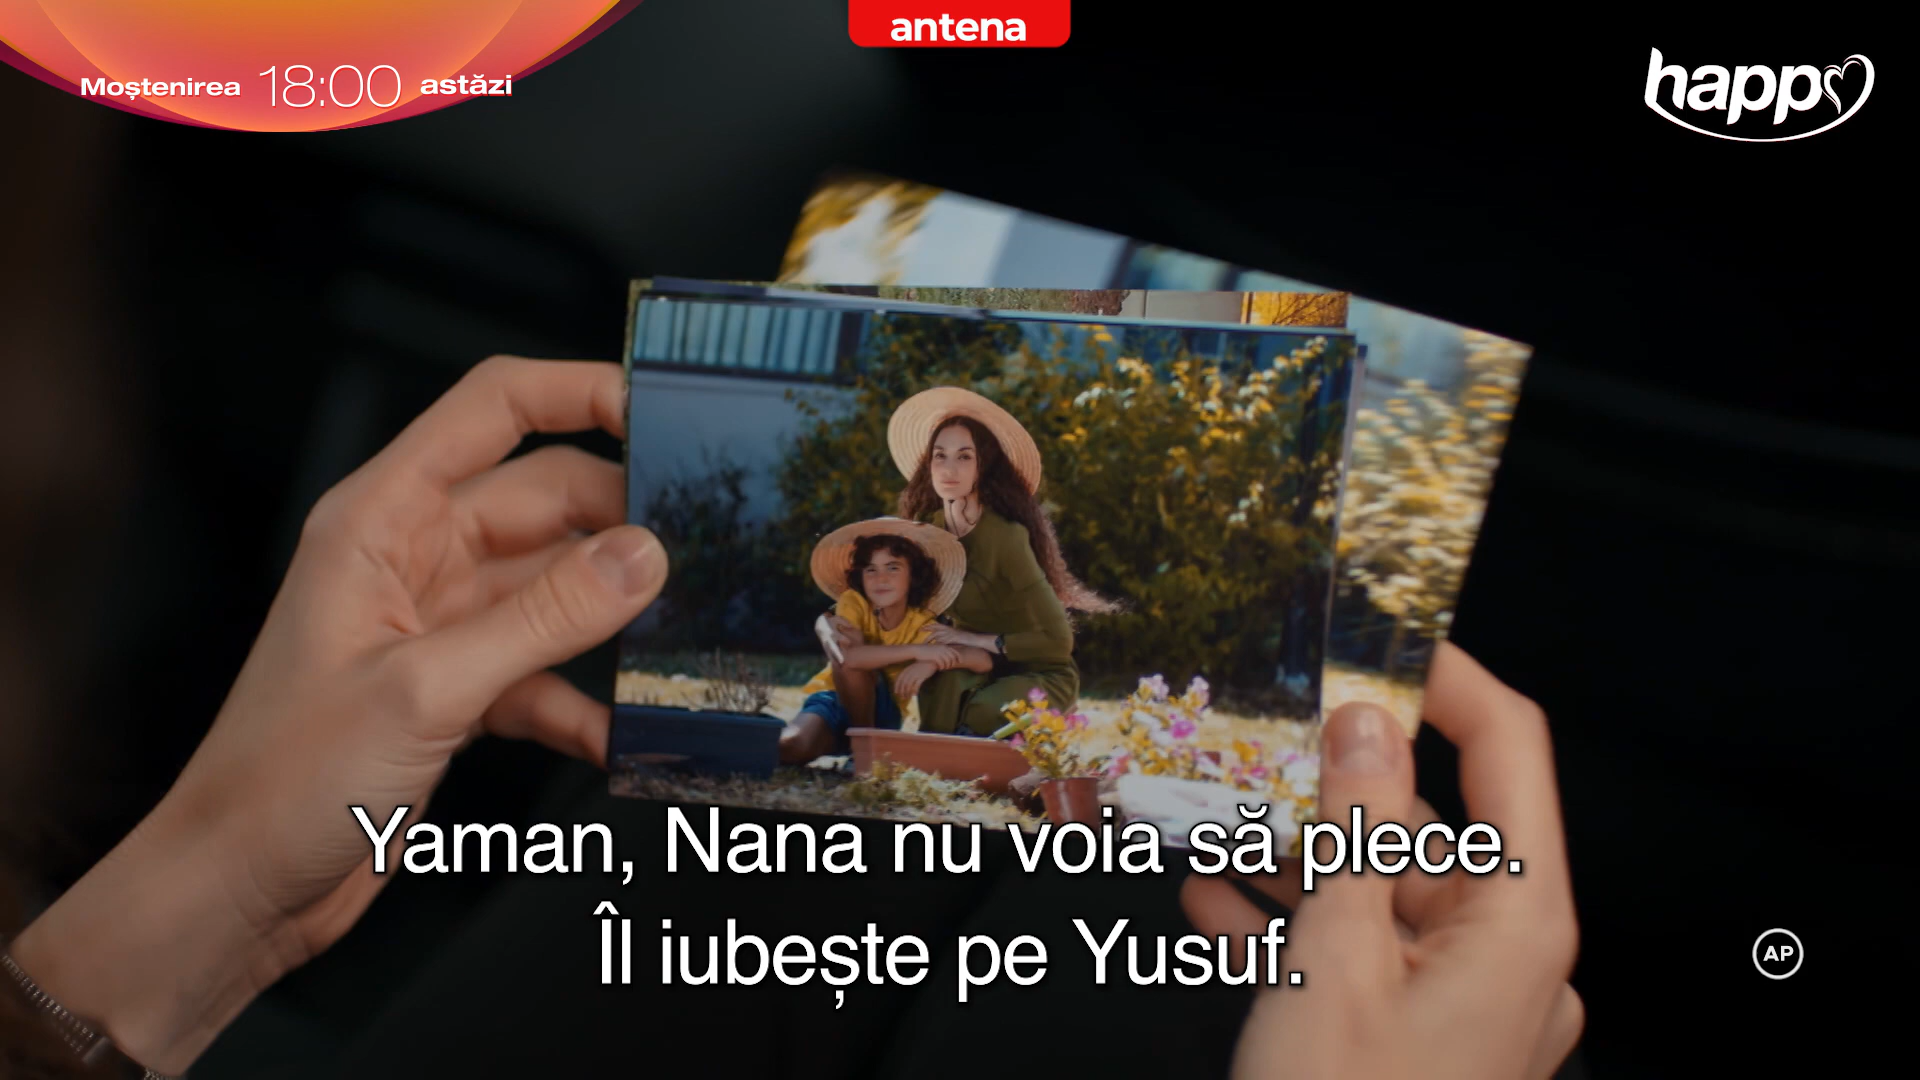 antena
Moștenirea 18:00 astăzi
happy
Yaman, Nana nu voia să plece.
Îl iubește pe Yusuf.
AP